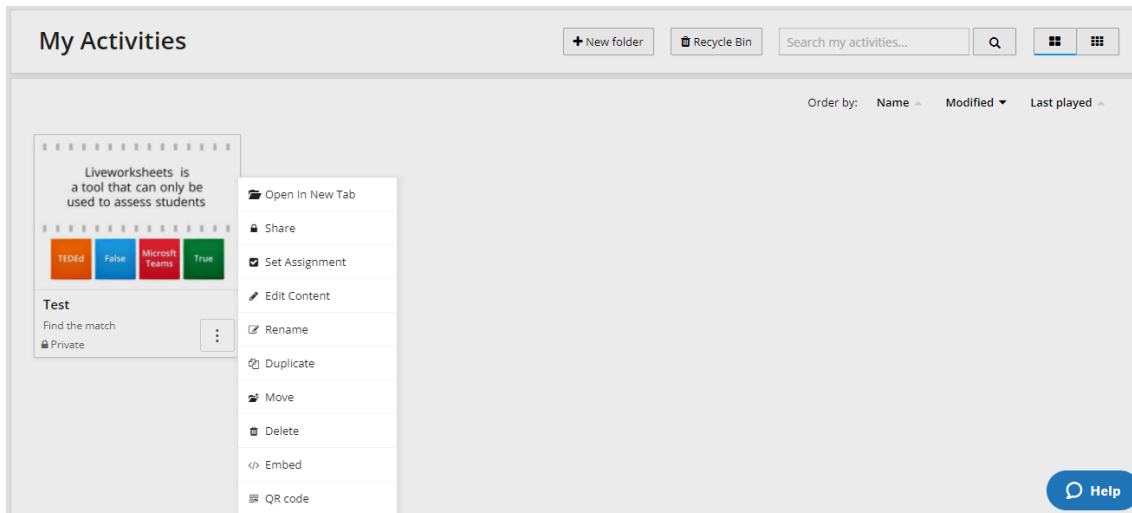 My Activities
New folder
Recycle Bin
Search my activities...
Order by: Name Modified Last played
Liveworksheets is
a tool that can only be
used to assess students
TEDEd
False
Microsft
Teams
True
Test
Find the match
Private
Open In New Tab
Share
Set Assignment
Edit Content
Rename
Duplicate
Move
Delete
Embed
QR code
Help